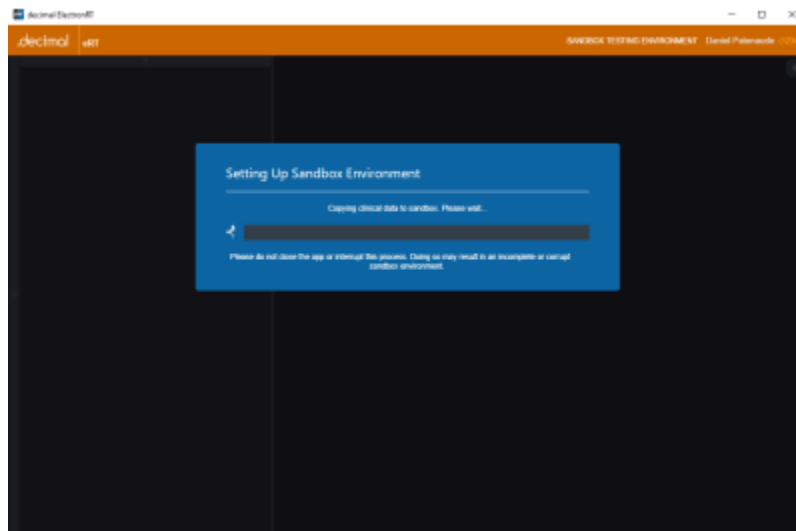 .decimal ElectronRT
.decimal eRT
SANDBOX TESTING ENVIRONMENT Daniel Patenaude
Setting Up Sandbox Environment
Copying clinical data to sandbox. Please wait...
Please do not close the app or interrupt this process. Doing so may result in an incomplete or corrupt
sandbox environment.